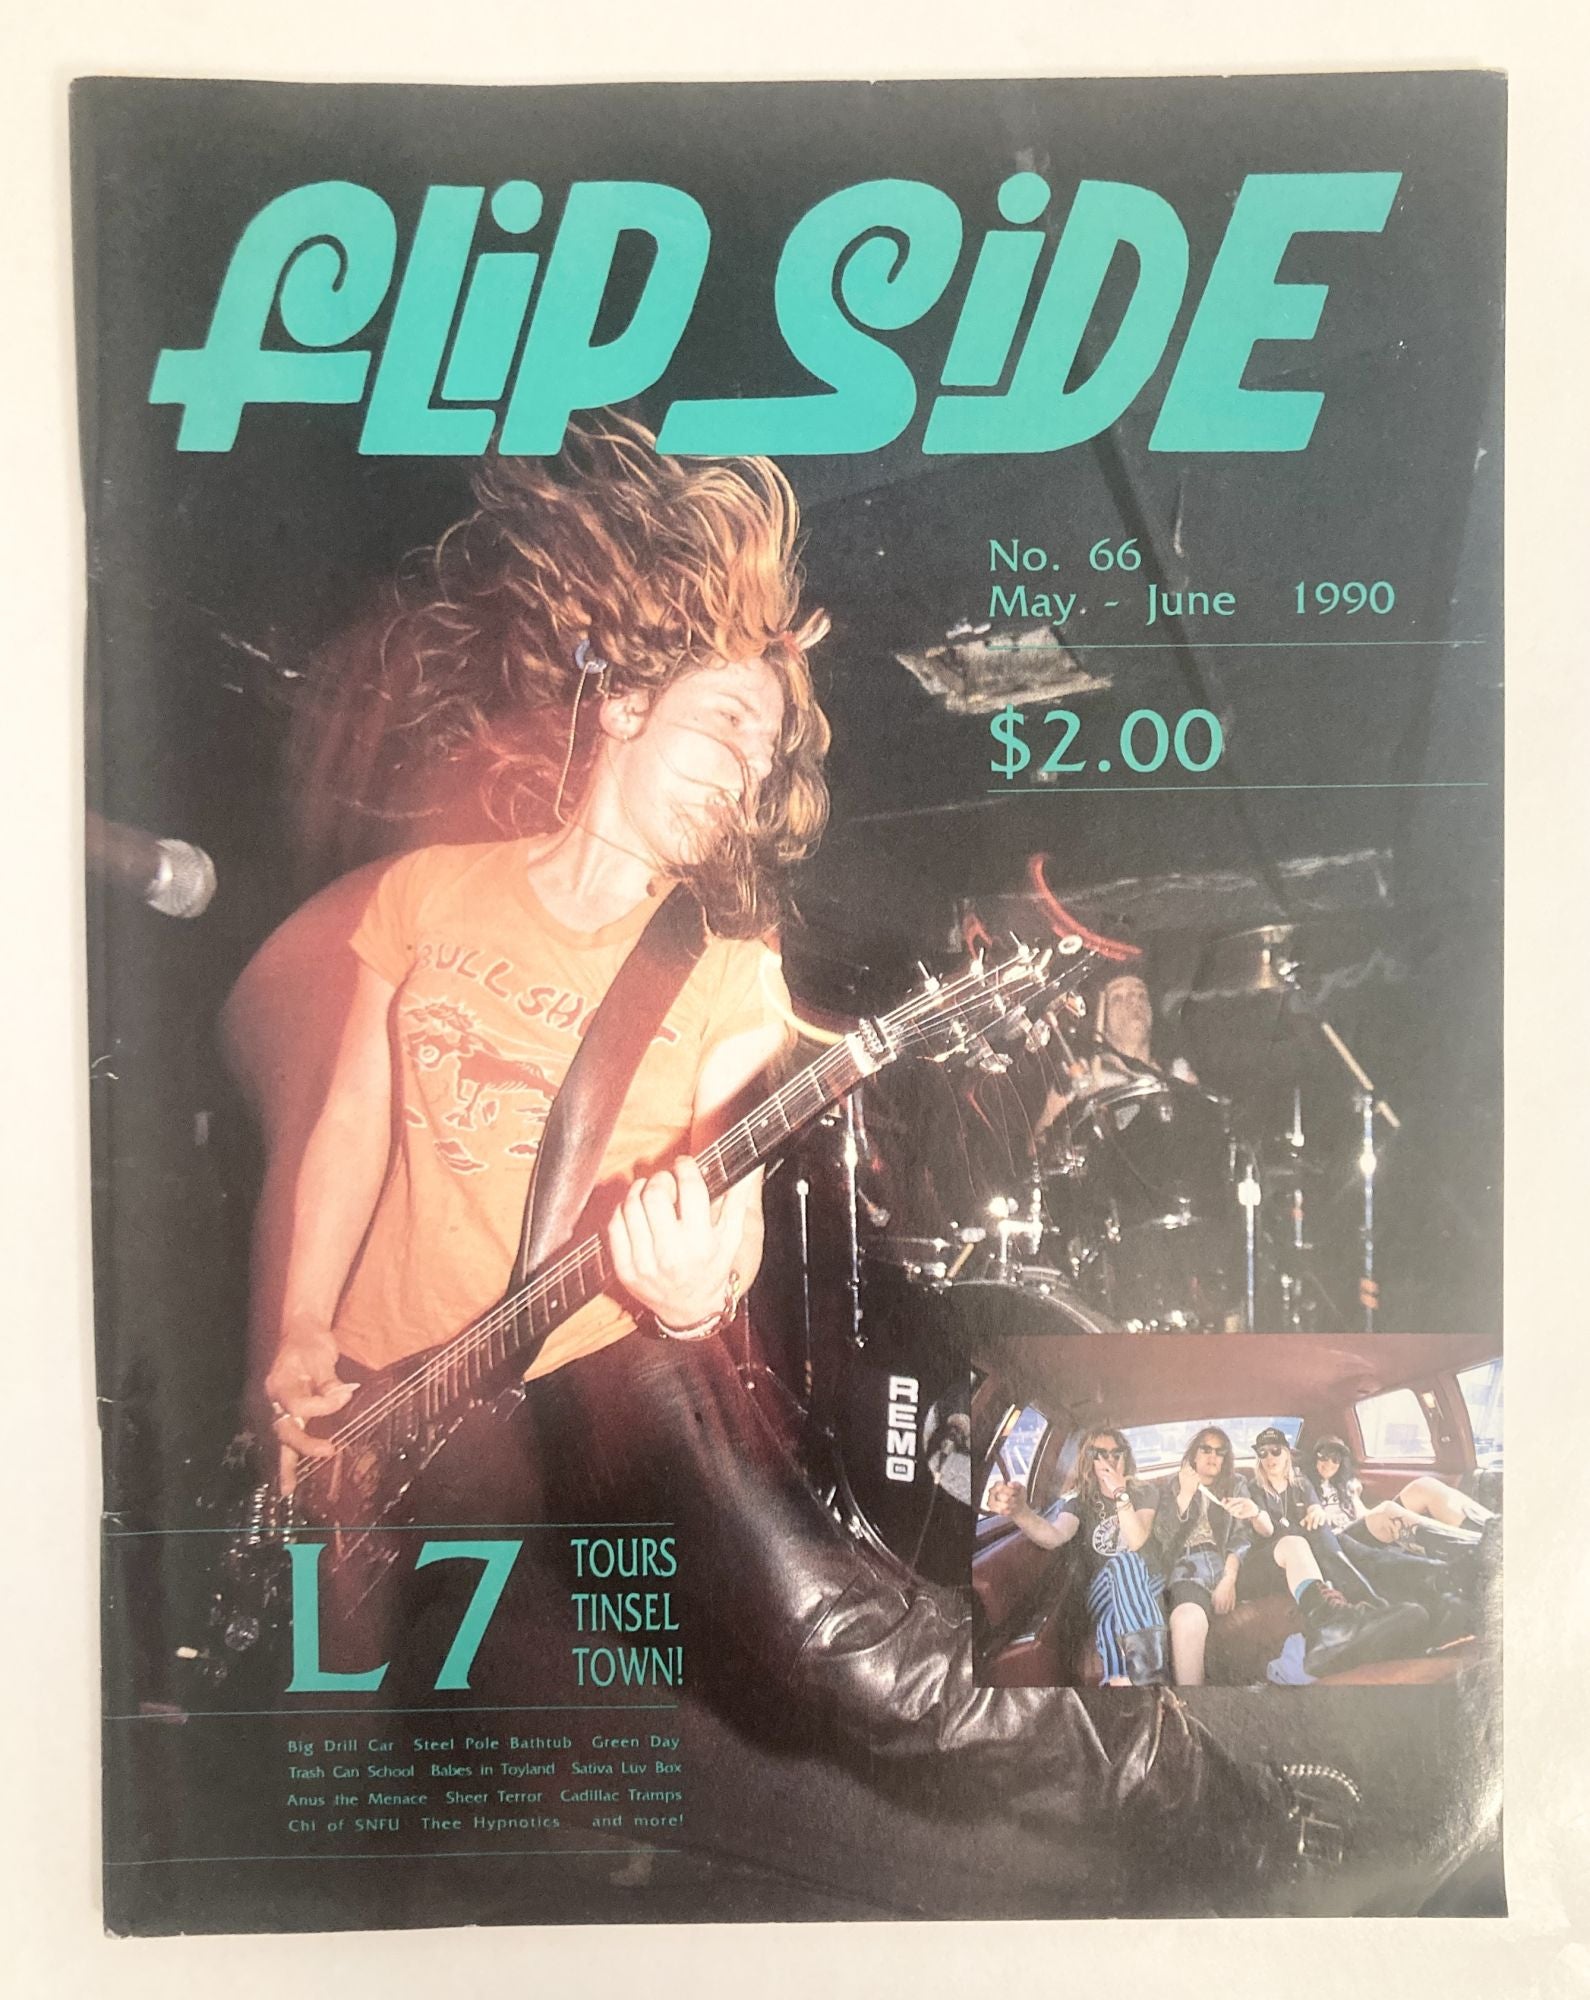 fLiP SiDE
No. 66
May - June 1990
$2.00
BULL SH T
REMO
L7
TOURS
TINSEL
TOWN!
Big Drill Car Steel Pole Bathtub Green Day
Trash Can School Babes in Toyland Sativa Luv Box
Anus the Menace Sheer Terror Cadillac Tramps
Chi of SNFU Thee Hypnotics and more!